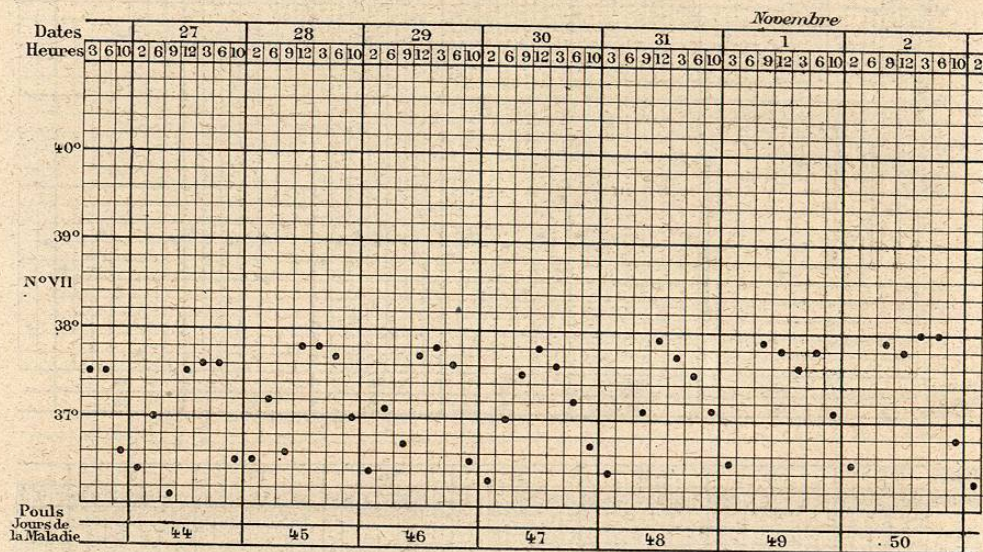 Novembre
Dates 27 28 29 30 31 1 2
Heures 3 6 10 2 6 9 12 3 6 10 2 6 9 12 3 6 10 2 6 9 12 3 6 10 2 6 9 12 3 6 10 3 6 9 12 3 6 10 3 6 9 12 3 6 10 2 6 9 12 3 6 10 2
40°
39°
No VII
38°
37°
Pouls
Jours de
la Maladie 44 45 46 47 48 49 50